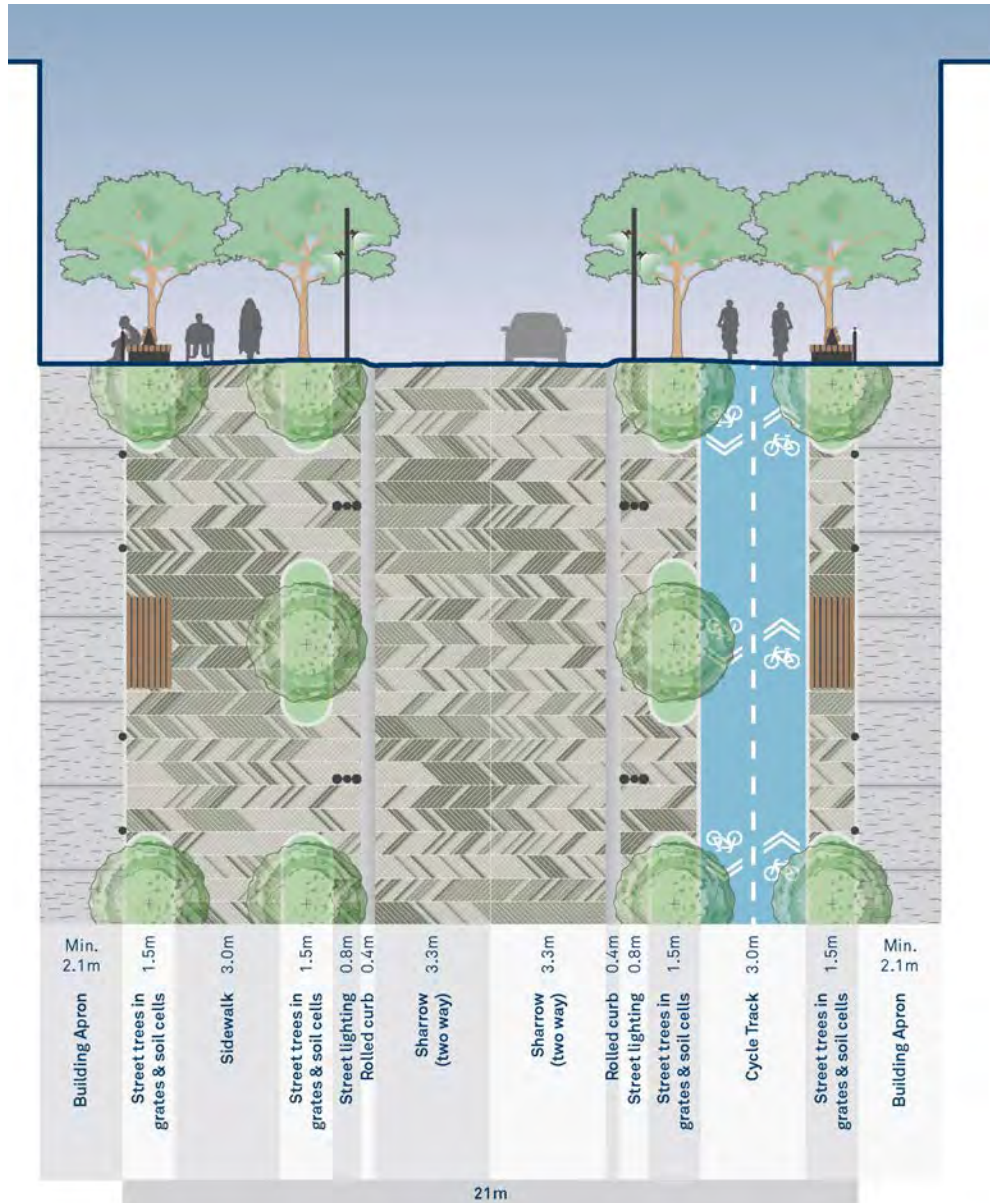 Min.
2.1m
Building Apron
1.5m
Street trees in
grates & soil cells
3.0m
Sidewalk
1.5m
Street trees in
grates & soil cells
0.8m
Street lighting
0.4m
Rolled curb
3.3m
Sharrow
(two way)
3.3m
Sharrow
(two way)
0.4m
Rolled curb
0.8m
Street lighting
1.5m
Street trees in
grates & soil cells
3.0m
Cycle Track
1.5m
Street trees in
grates & soil cells
Min.
2.1m
Building Apron
21m